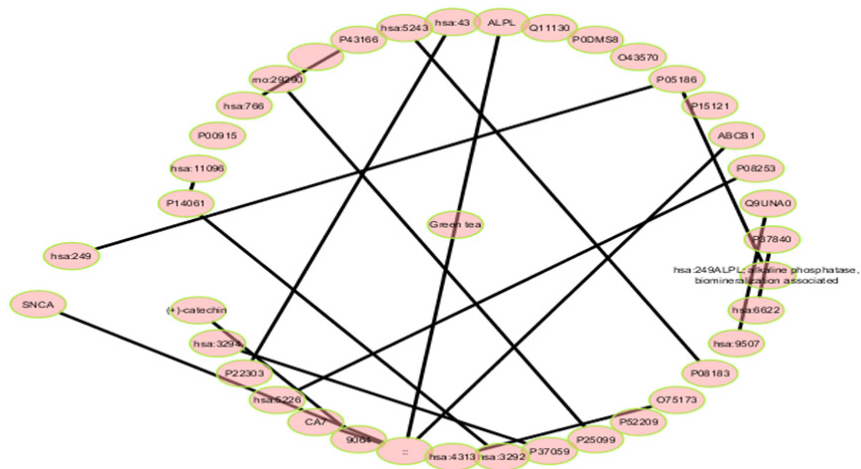 hsa:5243
hsa:43
ALPL
Q11130
P43166
P0DMS8
O43570
rno:29290
P05186
hsa:766
P15121
P00915
ABCB1
hsa:11096
P08253
P14061
Q9UNA0
Green tea
P37840
hsa:249
hsa:249ALPL; alkaline phosphatase,
biomineralization associated
SNCA
(+)-catechin
hsa:6622
hsa:3294
hsa:9507
P22303
P08183
hsa:5226
O75173
CA7
P52209
9064
P25099
::
hsa:4313
hsa:3292
P37059